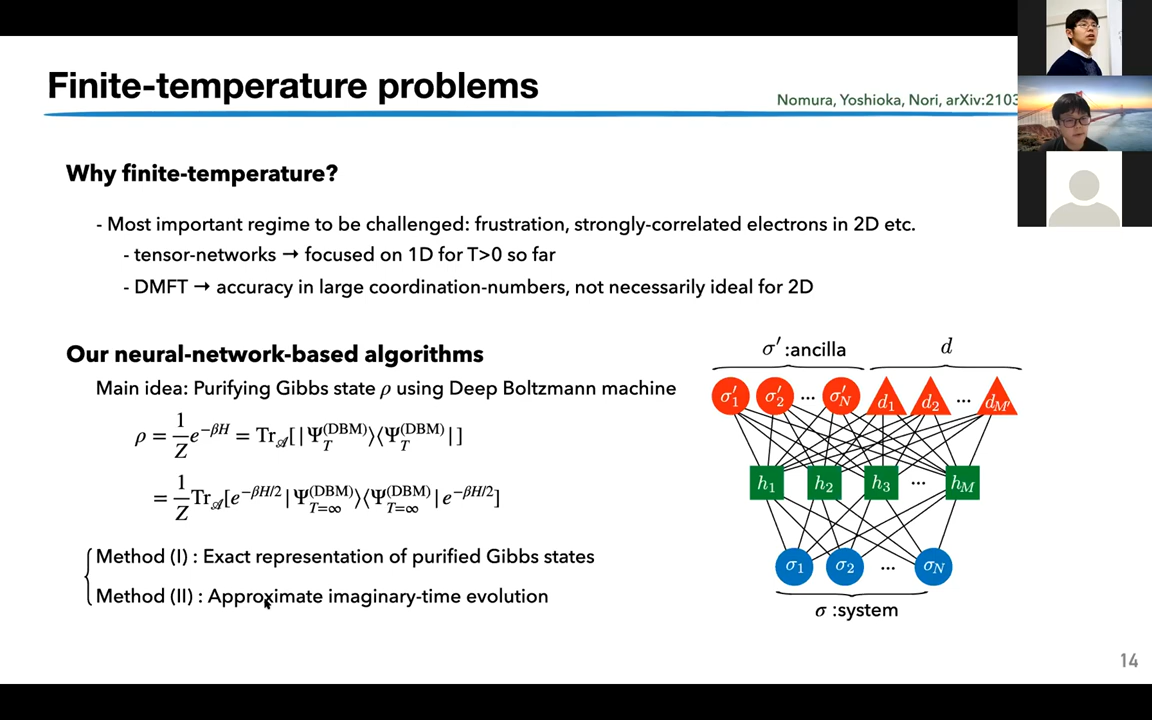 Finite-temperature problems
Nomura, Yoshioka, Nori, arXiv:2103
Why finite-temperature?
- Most important regime to be challenged: frustration, strongly-correlated electrons in 2D etc.
- tensor-networks → focused on 1D for T>0 so far
- DMFT → accuracy in large coordination-numbers, not necessarily ideal for 2D
Our neural-network-based algorithms
Main idea: Purifying Gibbs state ρ using Deep Boltzmann machine
ρ = 1/Z e^{−βH} = Tr_𝒜[|Ψ_T^{(DBM)}⟩⟨Ψ_T^{(DBM)}|]
= 1/Z Tr_𝒜[e^{−βH/2}|Ψ_{T=∞}^{(DBM)}⟩⟨Ψ_{T=∞}^{(DBM)}|e^{−βH/2}]
Method (I) : Exact representation of purified Gibbs states
Method (II) : Approximate imaginary-time evolution
σ′ :ancilla d
σ′₁ σ′₂ ··· σ′_N d₁ d₂ ··· d_{M′}
h₁ h₂ h₃ ··· h_M
σ₁ σ₂ ··· σ_N
σ :system
14